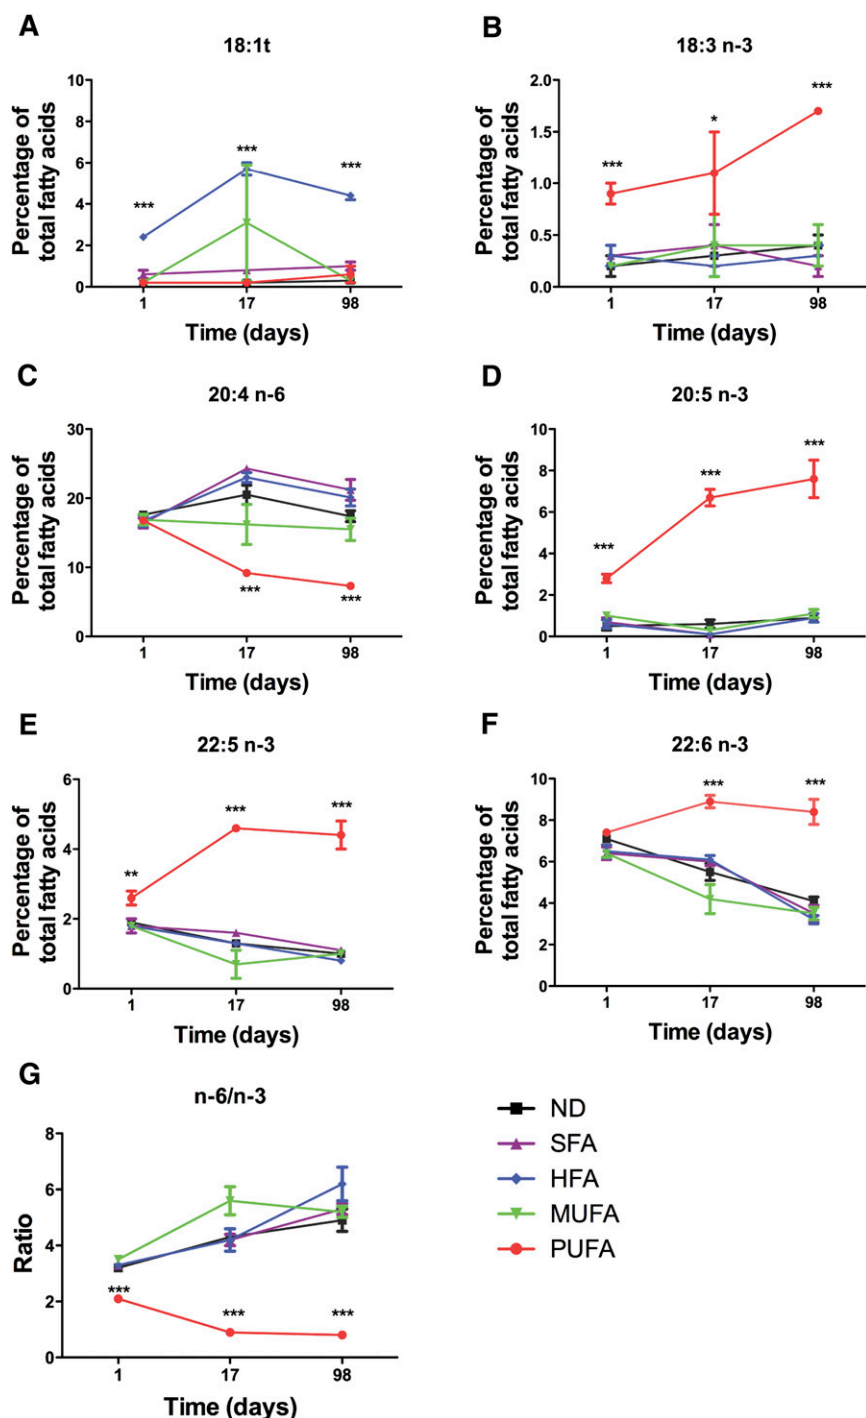 A
18:1t
Percentage of
total fatty acids
10
8
6
4
2
0
***
***
***
1
17
98
Time (days)
B
18:3 n-3
Percentage of
total fatty acids
2.0
1.5
1.0
0.5
0.0
***
*
***
1
17
98
Time (days)
C
20:4 n-6
Percentage of
total fatty acids
30
20
10
0
***
***
1
17
98
Time (days)
D
20:5 n-3
Percentage of
total fatty acids
10
8
6
4
2
0
***
***
***
1
17
98
Time (days)
E
22:5 n-3
Percentage of
total fatty acids
6
4
2
0
**
***
***
1
17
98
Time (days)
F
22:6 n-3
Percentage of
total fatty acids
10
8
6
4
2
0
***
***
1
17
98
Time (days)
G
n-6/n-3
Ratio
8
6
4
2
0
***
***
***
1
17
98
Time (days)
ND
SFA
HFA
MUFA
PUFA